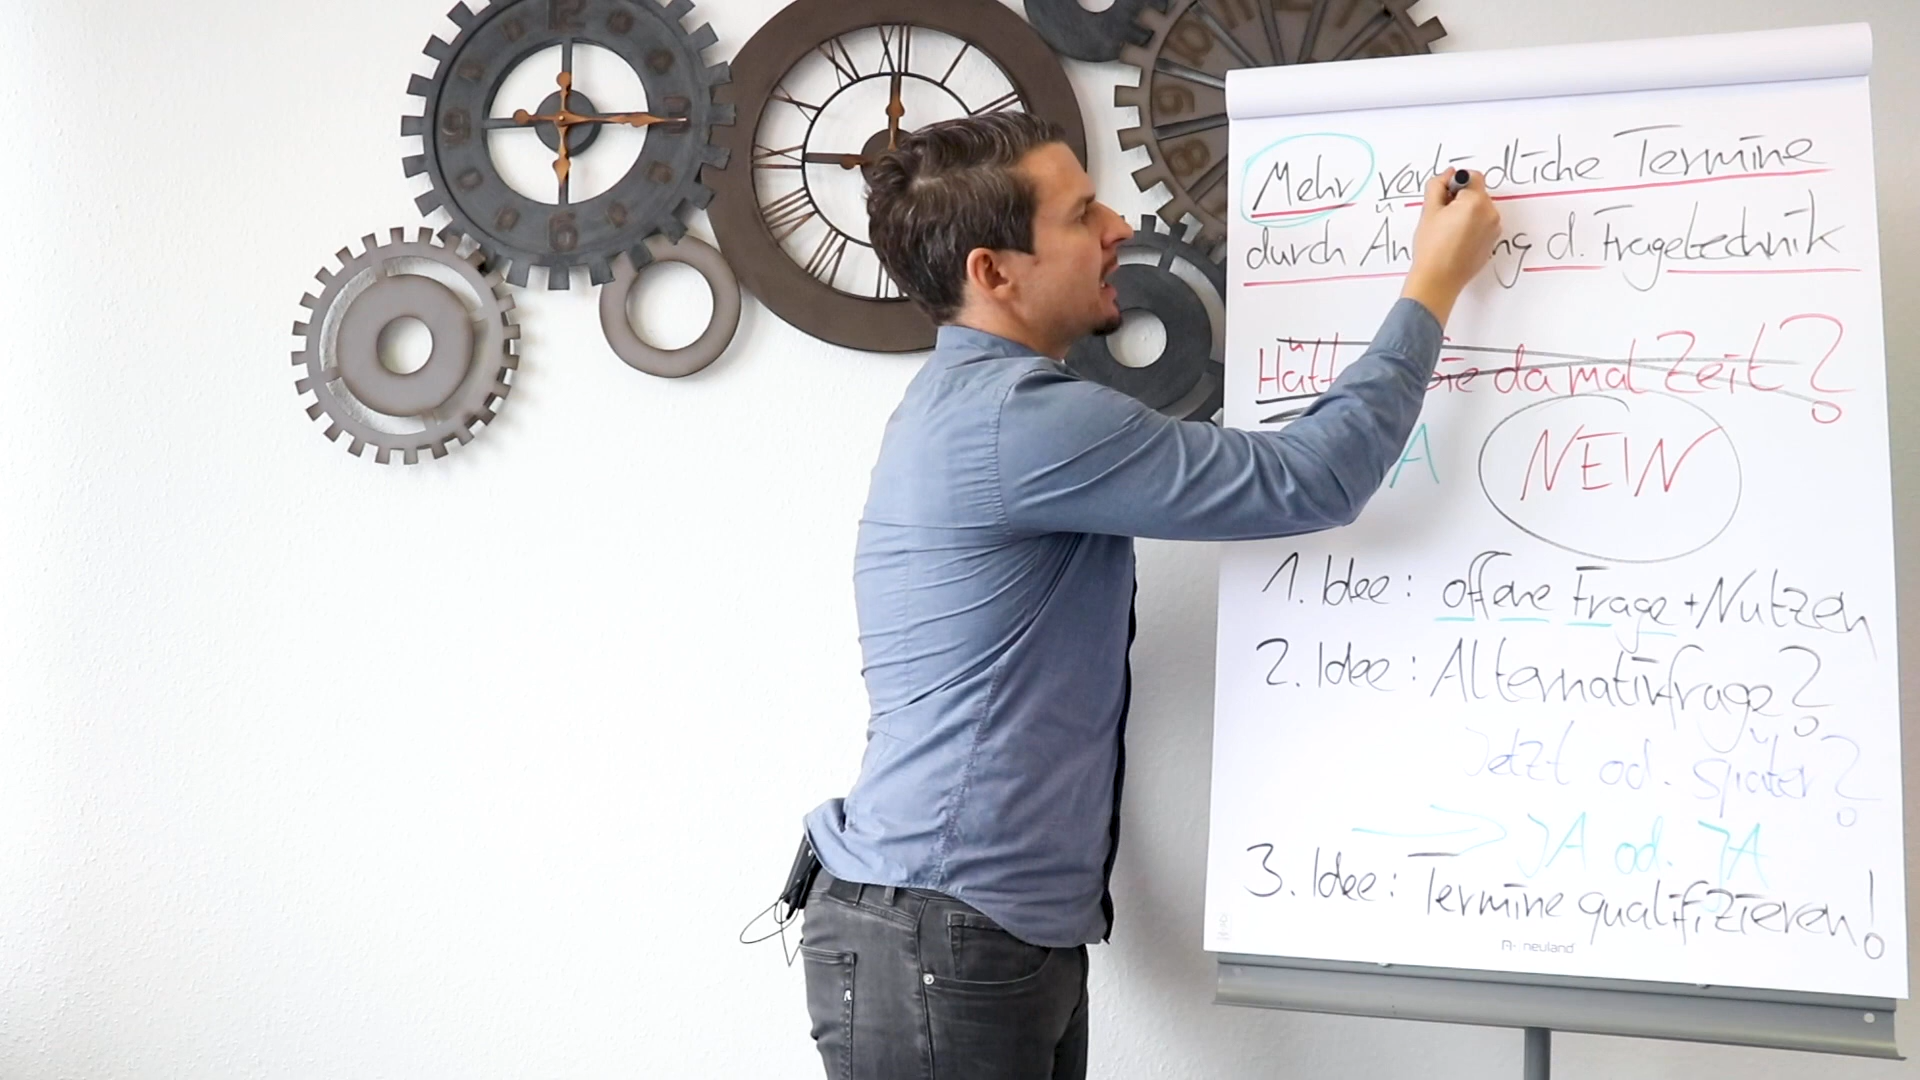 Mehr verbindliche Termine
durch Änderung d. Fragetechnik
Hätten Sie da mal Zeit?
JA NEIN
1. Idee: offene Frage + Nutzen
2. Idee: Alternativfrage?
Jetzt od. später?
JA od. JA
3. Idee: Termine qualifizieren!
neuland